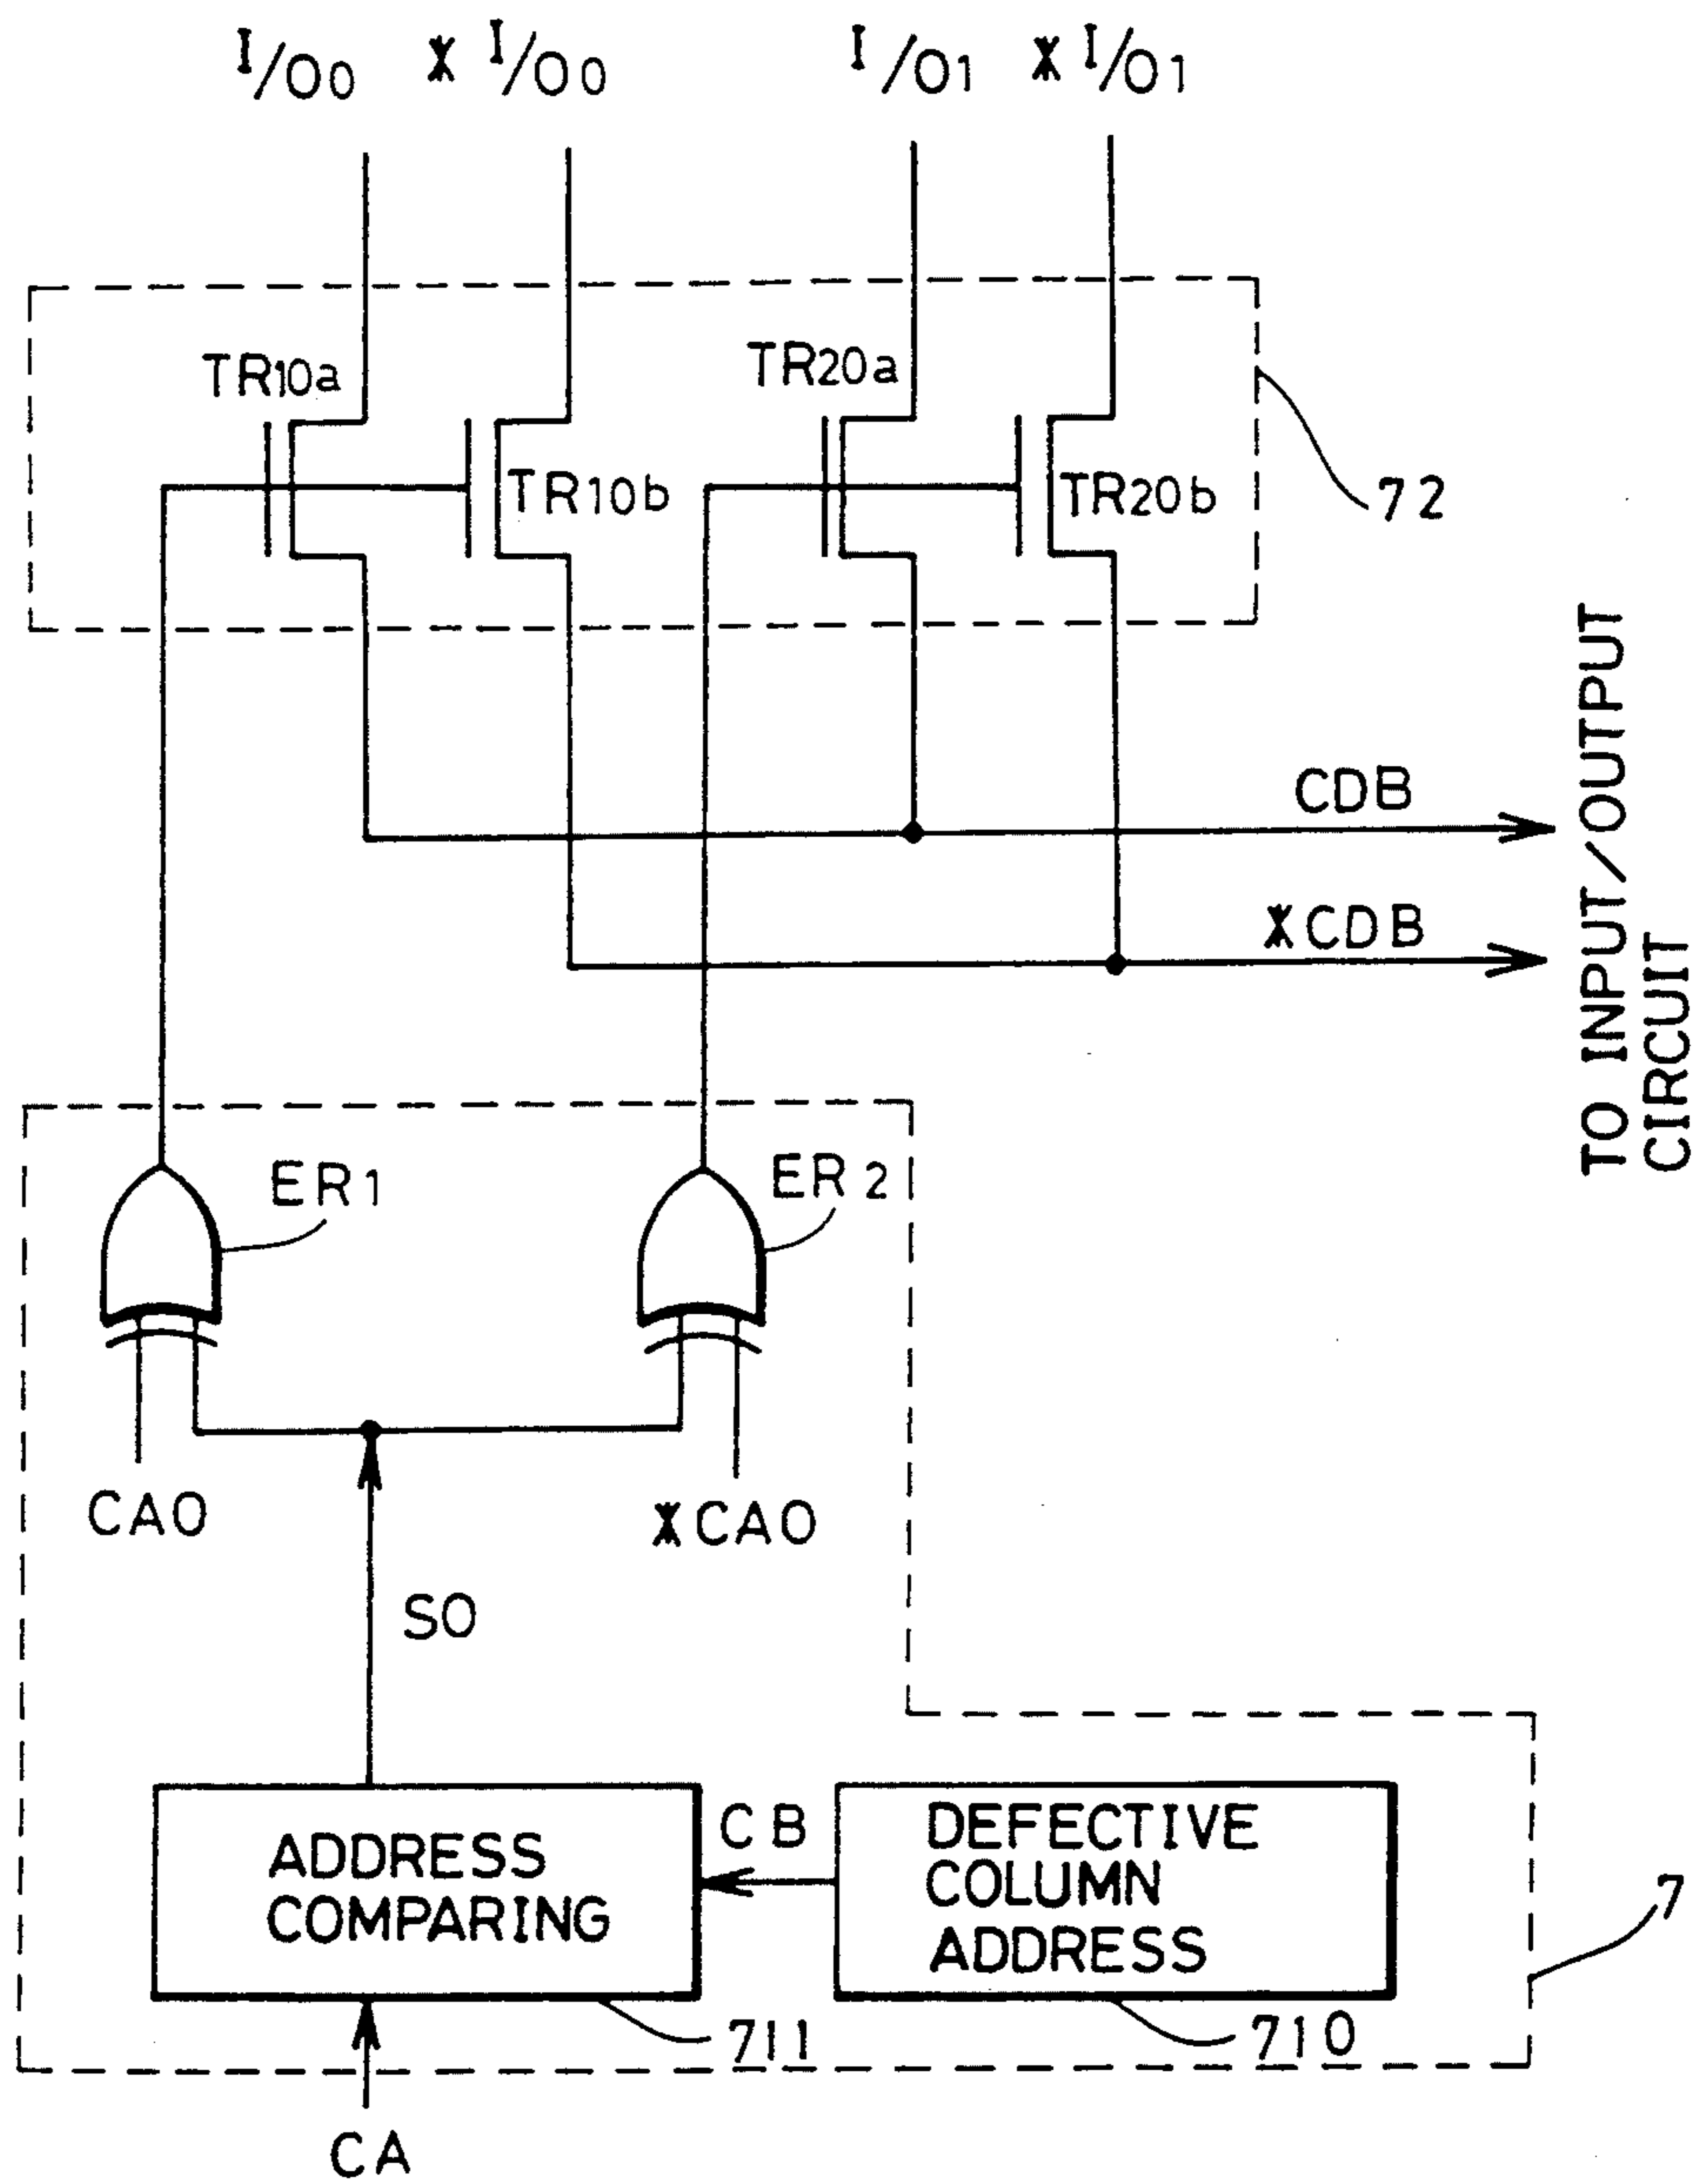 I/O0 ⁎ I/O0 I/O1 ⁎I/O1
TR10a
TR20a
TR10b
TR20b
72
CDB
⁎CDB
TO INPUT/OUTPUT
CIRCUIT
ER1
ER2
CA0
⁎CA0
S0
ADDRESS
COMPARING
CB
DEFECTIVE
COLUMN
ADDRESS
7
711
710
CA